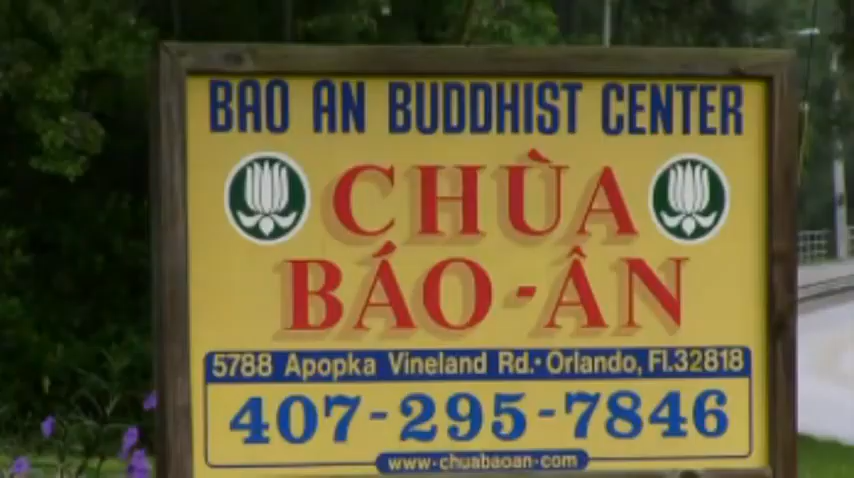 BAO AN BUDDHIST CENTER
CHÙA
BÁO-ÂN
5788 Apopka Vineland Rd.·Orlando, Fl.32818
407-295-7846
www·chuabaoan·com